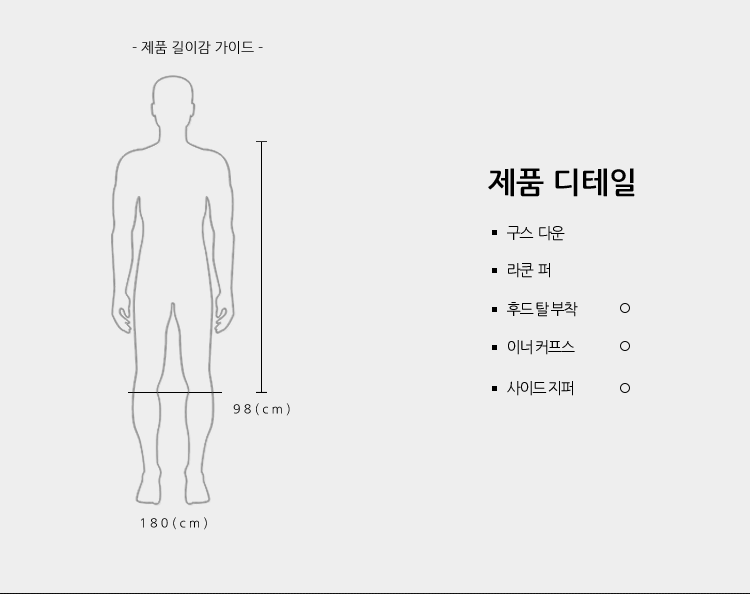 - 제품 길이감 가이드 -
98(cm)
180(cm)
제품 디테일
▪ 구스 다운
▪ 라쿤 퍼
▪ 후드탈부착 ○
▪ 이너커프스 ○
▪ 사이드지퍼 ○